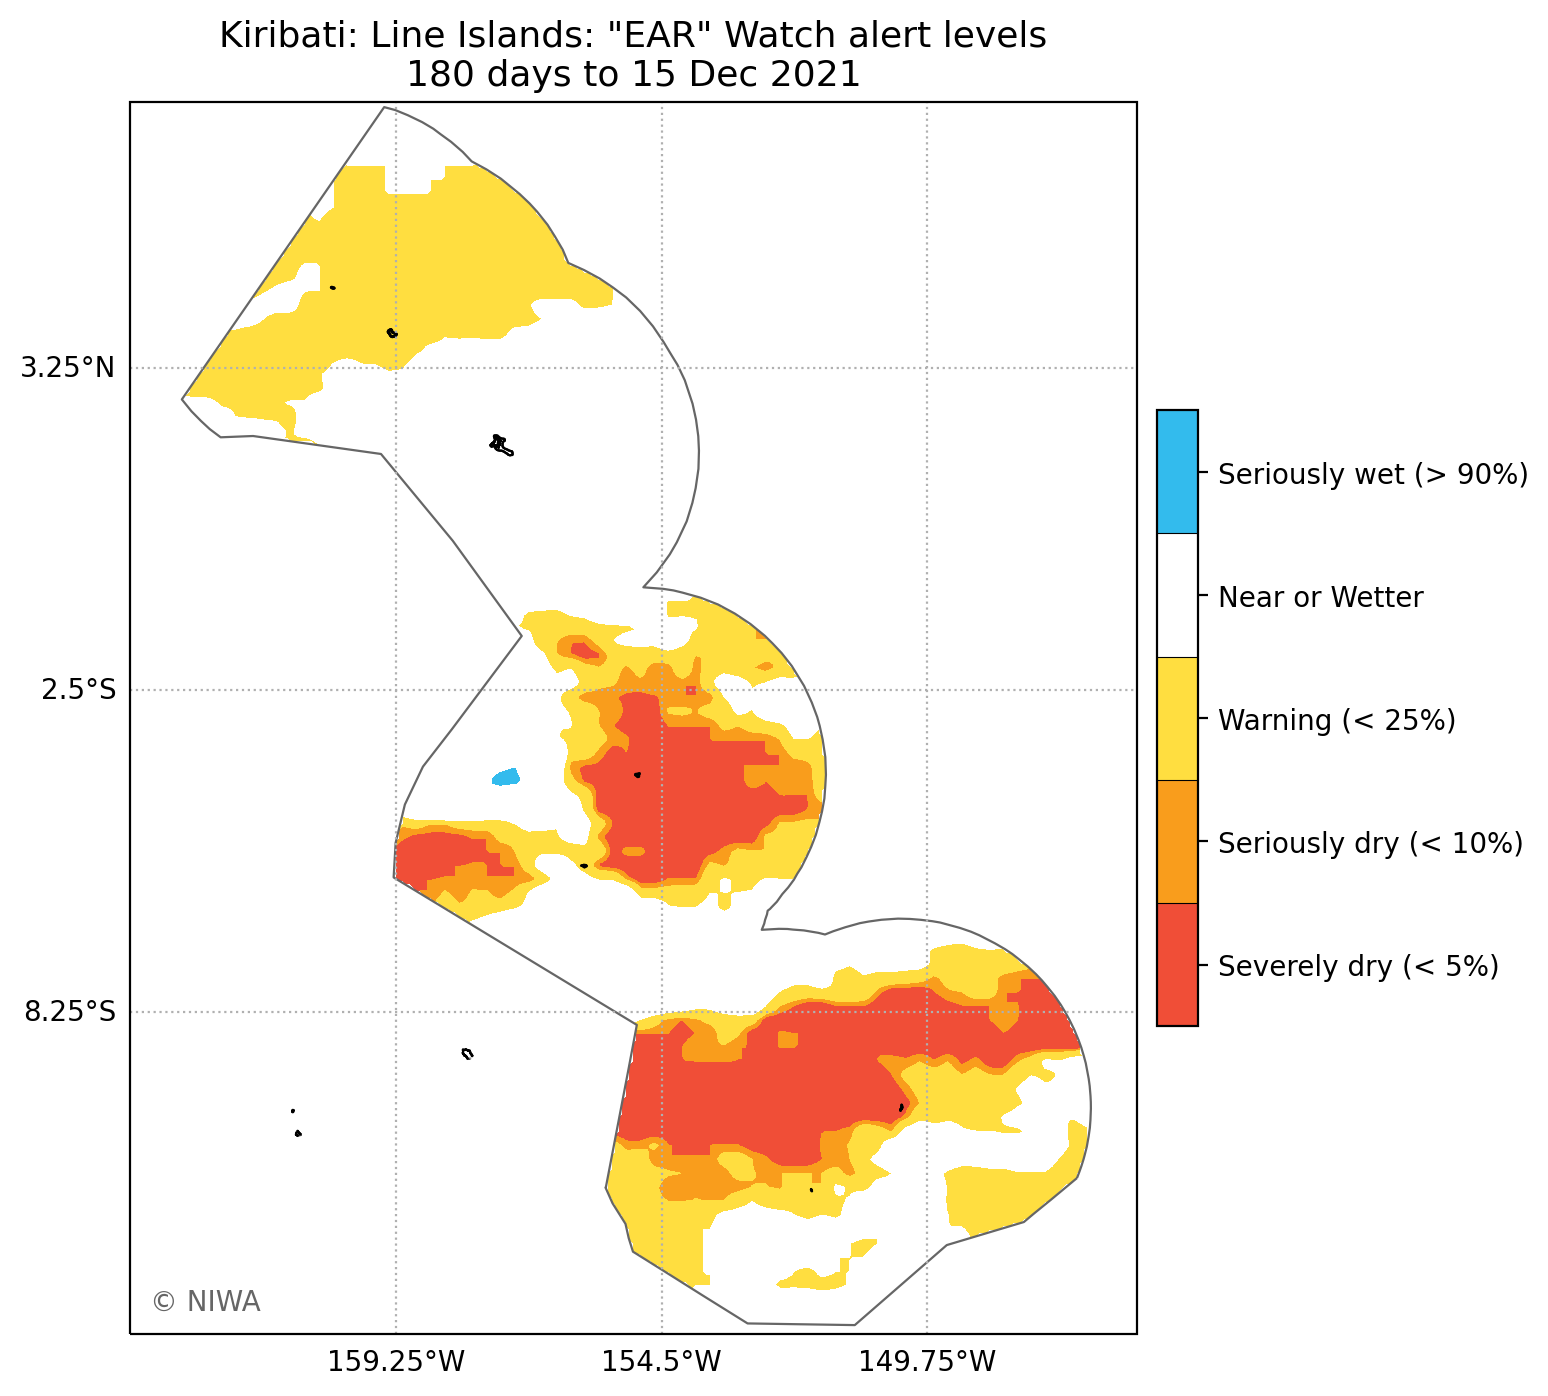 Kiribati: Line Islands: "EAR" Watch alert levels
180 days to 15 Dec 2021
3.25°N
2.5°S
8.25°S
159.25°W
154.5°W
149.75°W
Seriously wet (> 90%)
Near or Wetter
Warning (< 25%)
Seriously dry (< 10%)
Severely dry (< 5%)
© NIWA